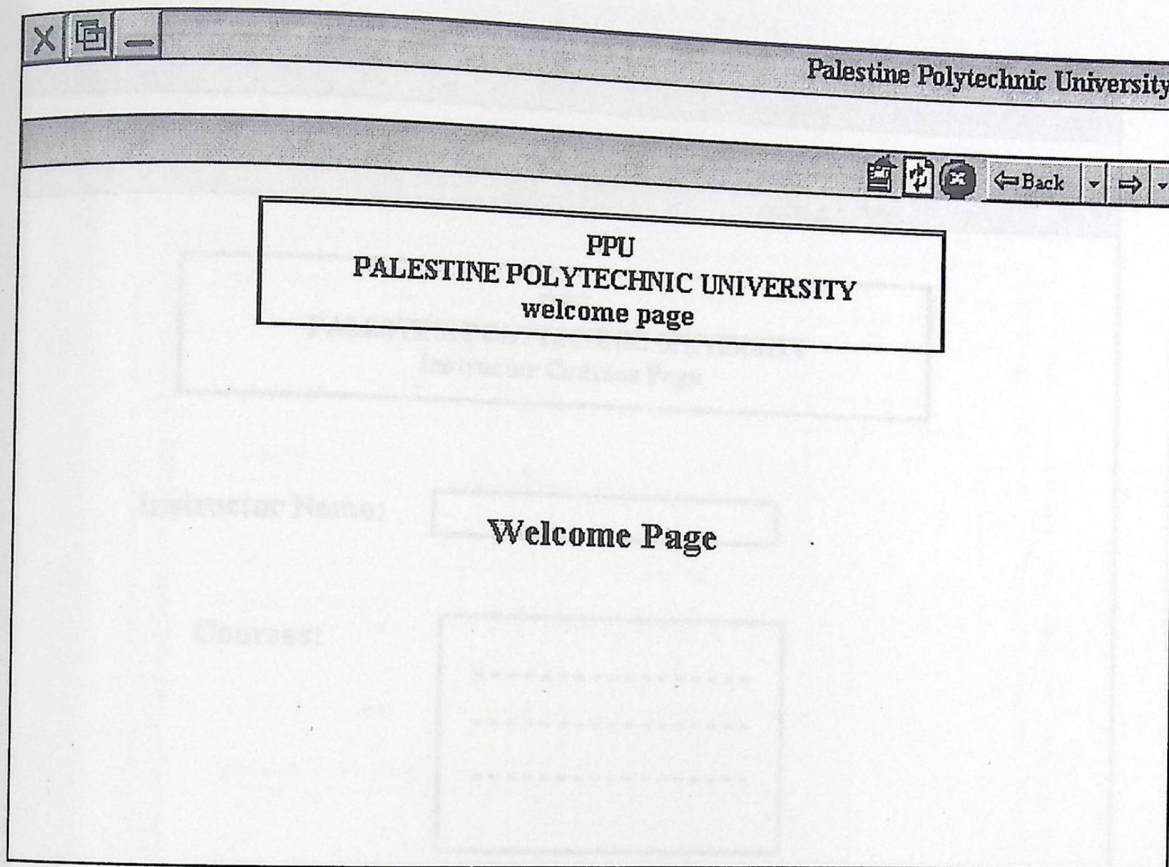 Palestine Polytechnic University
Back
PPU
PALESTINE POLYTECHNIC UNIVERSITY
welcome page
Instructor Courses Page
Instructor Name:
Welcome Page
Courses: